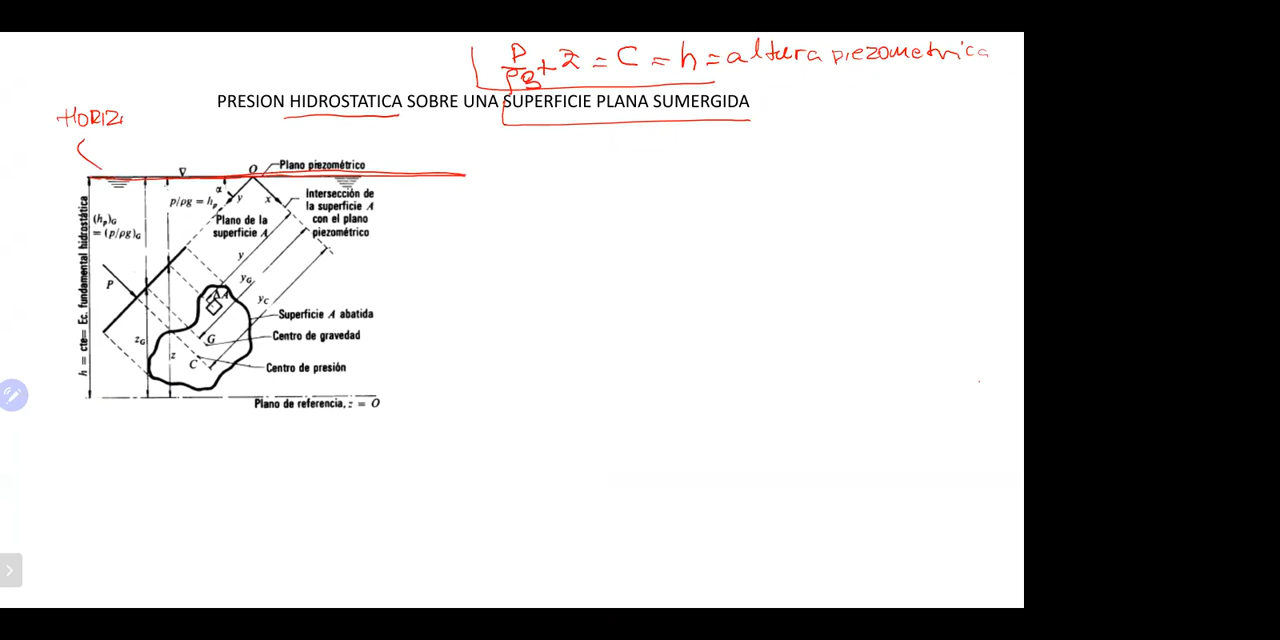 P/ρg + z = C = h = altura piezometrica
PRESION HIDROSTATICA SOBRE UNA SUPERFICIE PLANA SUMERGIDA
HORIZ
∇
O
Plano piezométrico
α
y
x
p/ρg = hp
Intersección de
la superficie A
con el plano
piezométrico
(hp)G
= (p/ρg)G
Plano de la
superficie A
h = cte= Ec. fundamental hidrostática
y
yG
yC
P
ΔA
Superficie A abatida
zG
G
Centro de gravedad
z
C
Centro de presión
Plano de referencia, z = O